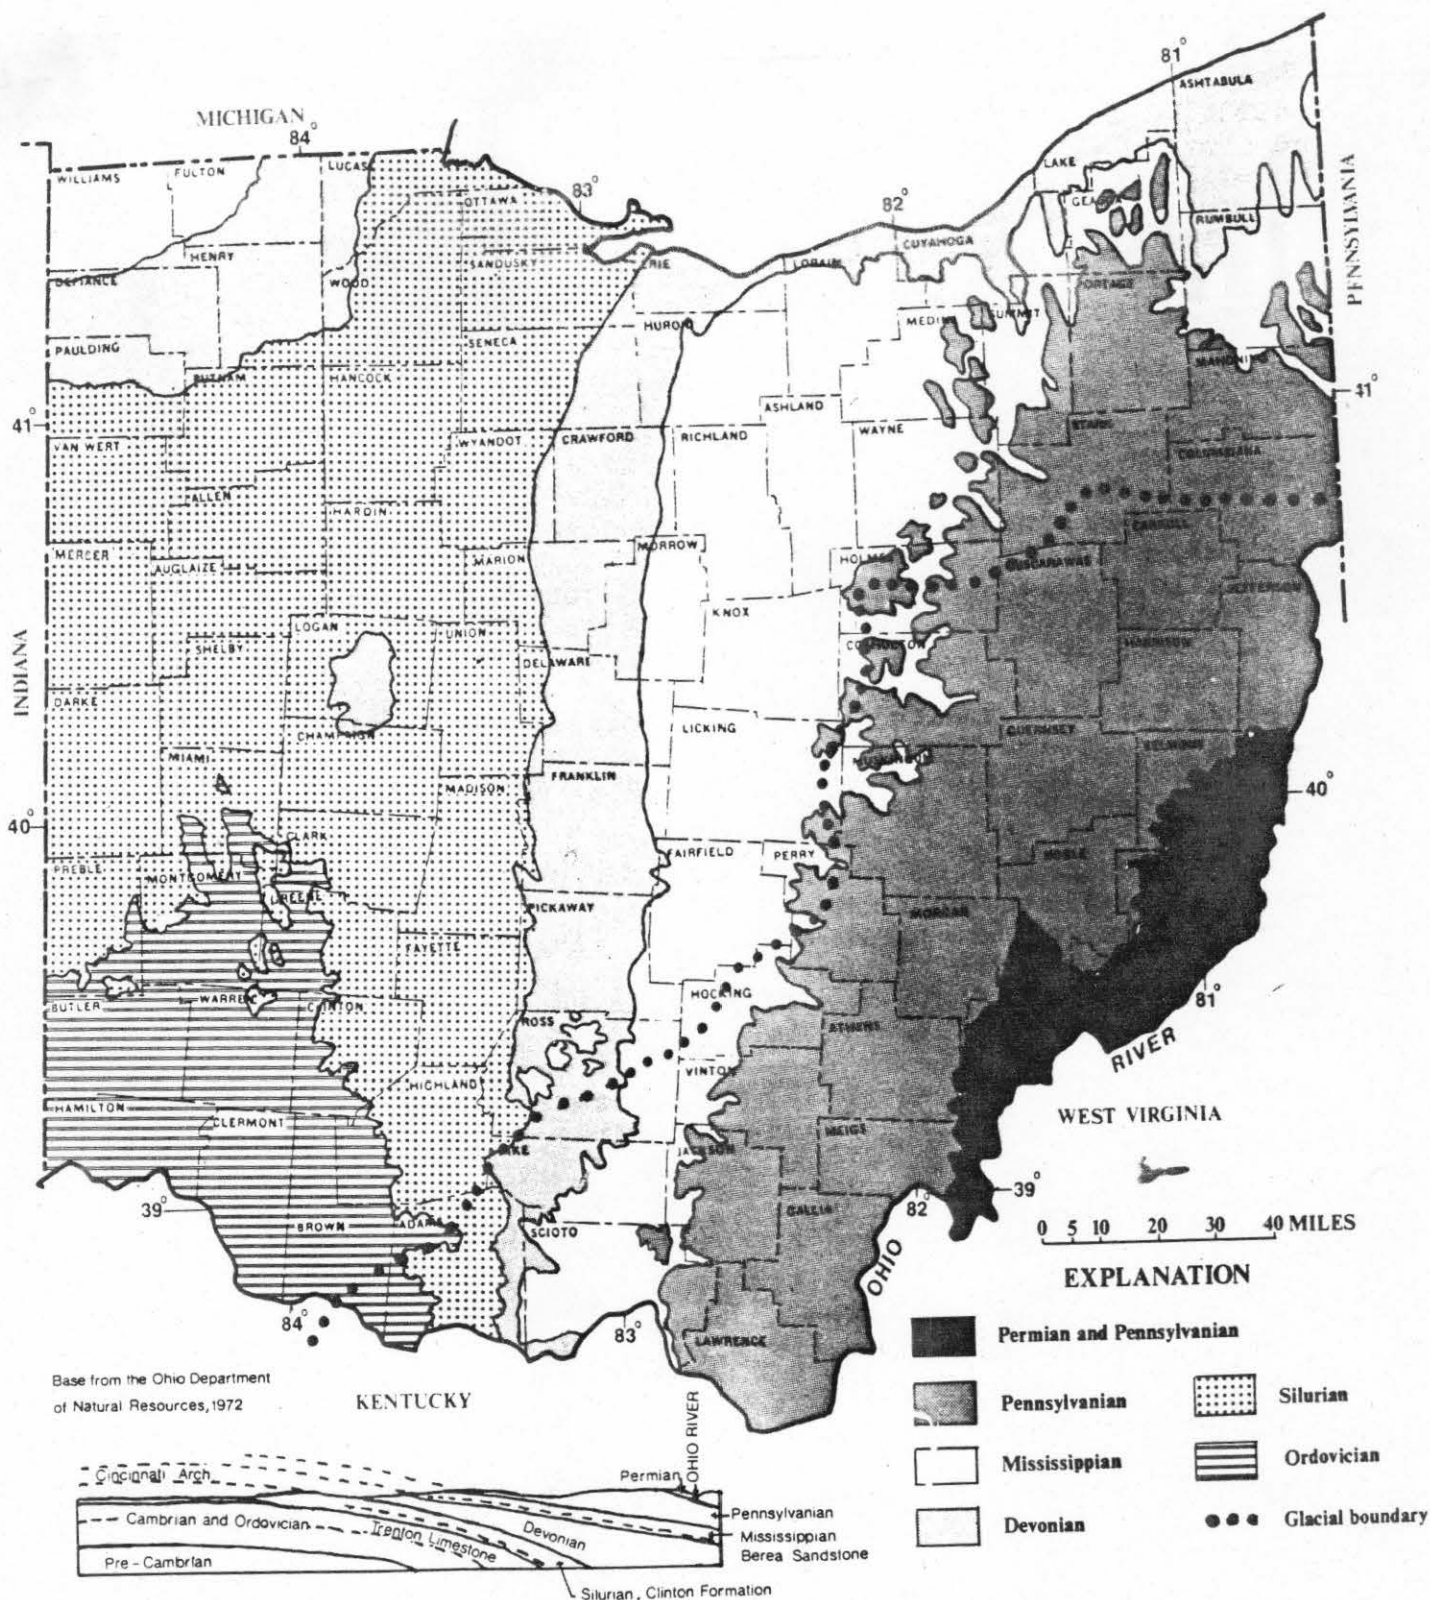 MICHIGAN
84°
81°
ASHTABULA
WILLIAMS
FULTON
LUCAS
LAKE
83°
82°
OTTAWA
GEAUGA
RUMBULL
PENNSYLVANIA
HENRY
SANDUSKY
ERIE
LORAIN
CUYAHOGA
DEFIANCE
WOOD
PORTAGE
HURON
MEDINA
SUMMIT
PAULDING
SENECA
MAHONING
PUTNAM
HANCOCK
41°
ASHLAND
41°
VAN WERT
WYANDOT
CRAWFORD
RICHLAND
WAYNE
STARK
COLUMBIANA
ALLEN
HARDIN
CARROLL
MERCER
AUGLAIZE
MARION
MORROW
HOLMES
TUSCARAWAS
JEFFERSON
KNOX
LOGAN
UNION
INDIANA
SHELBY
DELAWARE
COSHOCTON
HARRISON
DARKE
CHAMPAIGN
LICKING
GUERNSEY
BELMONT
MIAMI
MUSKINGUM
MADISON
FRANKLIN
40°
40°
CLARK
PREBLE
MONTGOMERY
FAIRFIELD
PERRY
NOBLE
GREENE
PICKAWAY
MORGAN
FAYETTE
BUTLER
WARREN
CLINTON
HOCKING
81°
ROSS
ATHENS
RIVER
HIGHLAND
VINTON
HAMILTON
CLERMONT
WEST VIRGINIA
MEIGS
PIKE
JACKSON
39°
39°
BROWN
ADAMS
SCIOTO
GALLIA
82°
0 5 10 20 30 40 MILES
OHIO
EXPLANATION
84°
83°
LAWRENCE
Permian and Pennsylvanian
Base from the Ohio Department
of Natural Resources, 1972
KENTUCKY
Pennsylvanian
Silurian
Mississippian
Ordovician
Devonian
Glacial boundary
OHIO RIVER
Cincinnati Arch
Permian
Cambrian and Ordovician
Trenton Limestone
Devonian
Pennsylvanian
Mississippian
Berea Sandstone
Pre-Cambrian
Silurian, Clinton Formation